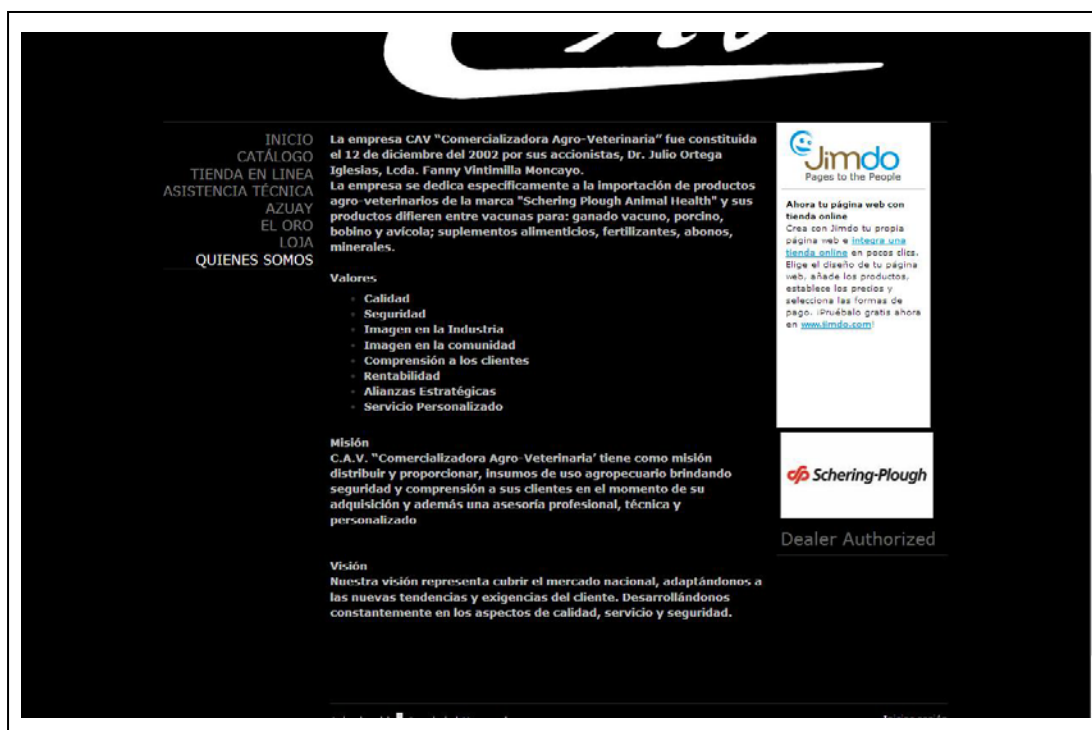 INICIO
CATÁLOGO
TIENDA EN LINEA
ASISTENCIA TÉCNICA
AZUAY
EL ORO
LOJA
QUIENES SOMOS
La empresa CAV “Comercializadora Agro-Veterinaria” fue constituida
el 12 de diciembre del 2002 por sus accionistas, Dr. Julio Ortega
Iglesias, Lcda. Fanny Vintimilla Moncayo.
La empresa se dedica específicamente a la importación de productos
agro-veterinarios de la marca "Schering Plough Animal Health" y sus
productos difieren entre vacunas para: ganado vacuno, porcino,
bobino y avícola; suplementos alimenticios, fertilizantes, abonos,
minerales.
Valores
Calidad
Seguridad
Imagen en la Industria
Imagen en la comunidad
Comprensión a los clientes
Rentabilidad
Alianzas Estratégicas
Servicio Personalizado
Misión
C.A.V. “Comercializadora Agro-Veterinaria’ tiene como misión
distribuir y proporcionar, insumos de uso agropecuario brindando
seguridad y comprensión a sus clientes en el momento de su
adquisición y además una asesoría profesional, técnica y
personalizado
Visión
Nuestra visión representa cubrir el mercado nacional, adaptándonos a
las nuevas tendencias y exigencias del cliente. Desarrollándonos
constantemente en los aspectos de calidad, servicio y seguridad.
Jimdo
Pages to the People
Ahora tu página web con
tienda online
Crea con Jimdo tu propia
página web e integra una
tienda online en pocos clics.
Elige el diseño de tu página
web, añade los productos,
establece los precios y
selecciona las formas de
pago. ¡Pruébalo gratis ahora
en www.jimdo.com!
Schering-Plough
Dealer Authorized